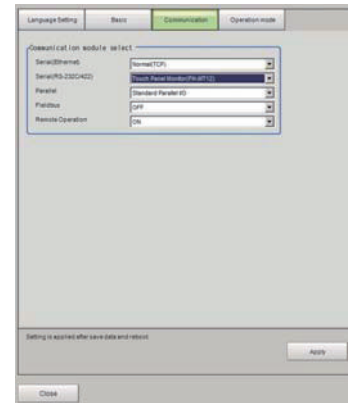 Language Setting
Basic
Communication
Operation mode
Communication module select
Serial(Ethernet) Normal(TCP)
Serial(RS-232C/422) Touch Panel Monitor(FH-MT12)
Parallel Standard Parallel I/O
Fieldbus OFF
Remote Operation ON
Setting is applied after save data and reboot.
Apply
Close